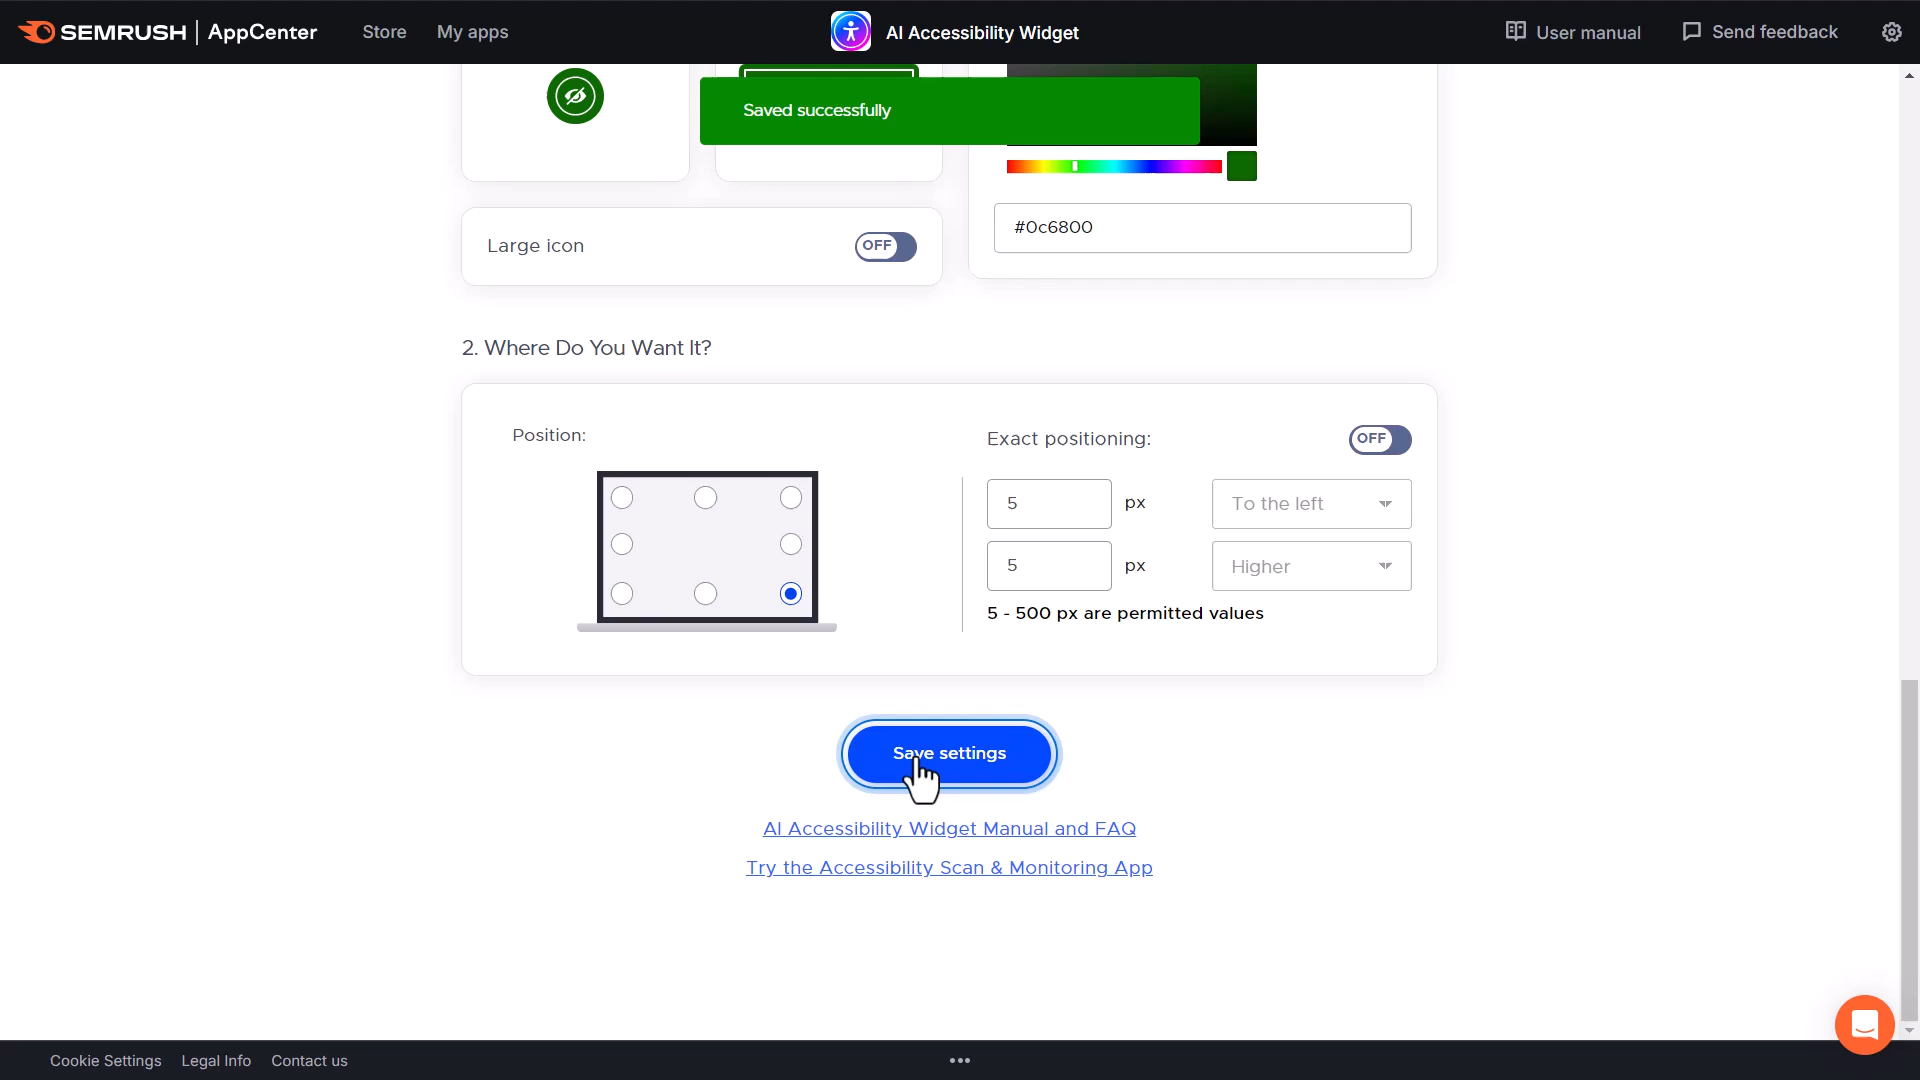 SEMRUSH | AppCenter
Store
My apps
AI Accessibility Widget
User manual
Send feedback
Saved successfully
#0c6800
Large icon
OFF
2. Where Do You Want It?
Position:
Exact positioning:
OFF
5 px To the left
5 px Higher
5 - 500 px are permitted values
Save settings
AI Accessibility Widget Manual and FAQ
Try the Accessibility Scan & Monitoring App
Cookie Settings
Legal Info
Contact us
•••